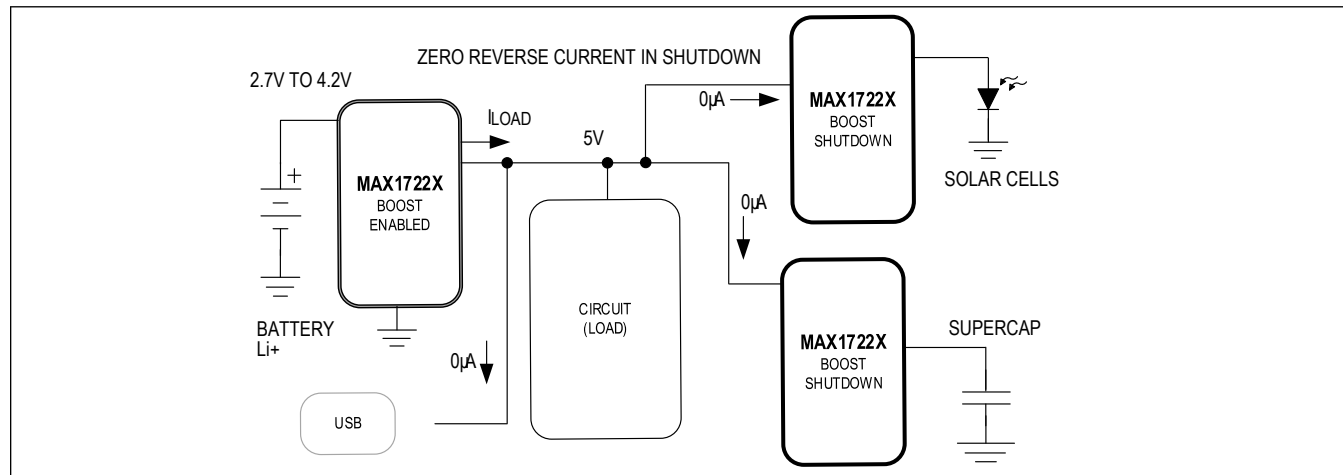 ZERO REVERSE CURRENT IN SHUTDOWN
2.7V TO 4.2V
+
MAX1722X
BOOST
ENABLED
BATTERY
Li+
ILOAD
5V
0µA
USB
CIRCUIT
(LOAD)
0µA
MAX1722X
BOOST
SHUTDOWN
SOLAR CELLS
0µA
MAX1722X
BOOST
SHUTDOWN
SUPERCAP